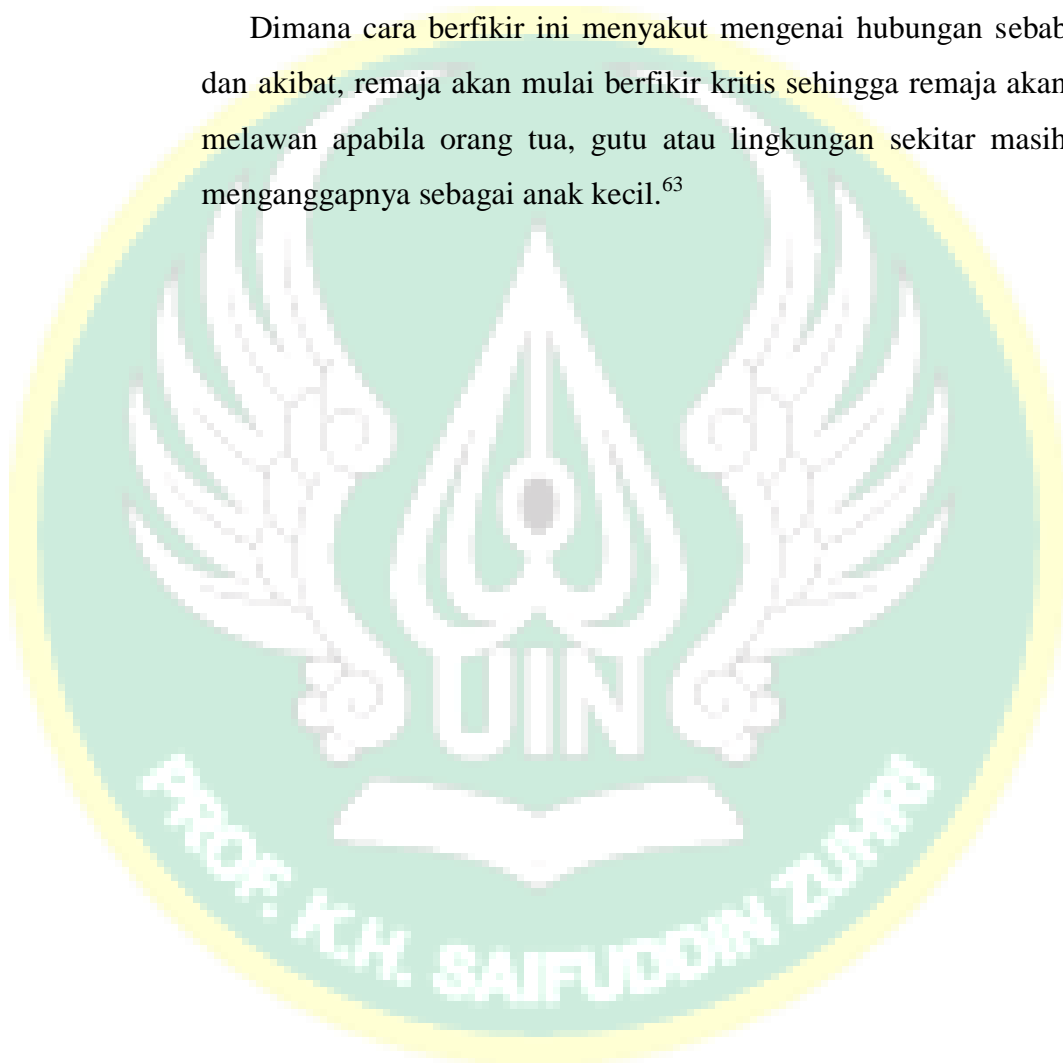 Dimana cara berfikir ini menyakut mengenai hubungan sebab
dan akibat, remaja akan mulai berfikir kritis sehingga remaja akan
melawan apabila orang tua, gutu atau lingkungan sekitar masih
menganggapnya sebagai anak kecil.⁶³
UIN
PROF. K.H. SAIFUDDIN ZUHRI